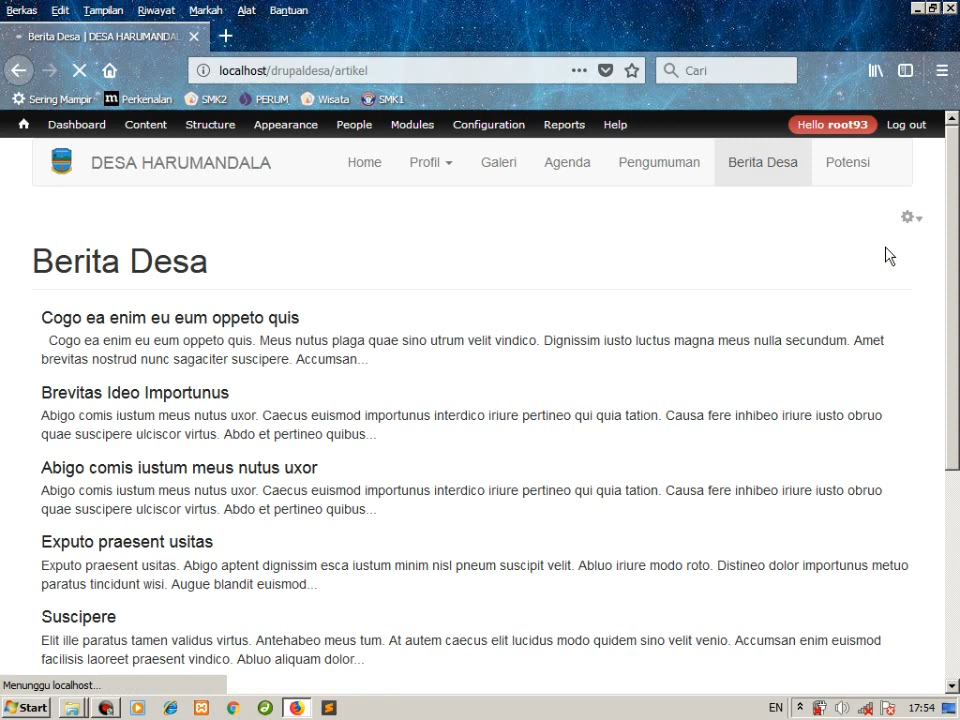 Berkas Edit Tampilan Riwayat Markah Alat Bantuan
Berita Desa | DESA HARUMANDAL
localhost/drupaldesa/artikel
Cari
Sering Mampir Perkenalan SMK2 PERUM Wisata SMK1
Dashboard Content Structure Appearance People Modules Configuration Reports Help Hello root93 Log out
DESA HARUMANDALA Home Profil Galeri Agenda Pengumuman Berita Desa Potensi
Berita Desa
Cogo ea enim eu eum oppeto quis
Cogo ea enim eu eum oppeto quis. Meus nutus plaga quae sino utrum velit vindico. Dignissim iusto luctus magna meus nulla secundum. Amet
brevitas nostrud nunc sagaciter suscipere. Accumsan...
Brevitas Ideo Importunus
Abigo comis iustum meus nutus uxor. Caecus euismod importunus interdico iriure pertineo qui quia tation. Causa fere inhibeo iriure iusto obruo
quae suscipere ulciscor virtus. Abdo et pertineo quibus...
Abigo comis iustum meus nutus uxor
Abigo comis iustum meus nutus uxor. Caecus euismod importunus interdico iriure pertineo qui quia tation. Causa fere inhibeo iriure iusto obruo
quae suscipere ulciscor virtus. Abdo et pertineo quibus...
Exputo praesent usitas
Exputo praesent usitas. Abigo aptent dignissim esca iustum minim nisl pneum suscipit velit. Abluo iriure modo roto. Distineo dolor importunus metuo
paratus tincidunt wisi. Augue blandit euismod...
Suscipere
Elit ille paratus tamen validus virtus. Antehabeo meus tum. At autem caecus elit lucidus modo quidem sino velit venio. Accumsan enim euismod
facilisis laoreet praesent vindico. Abluo aliquam dolor...
Menunggu localhost...
Start EN 17:54